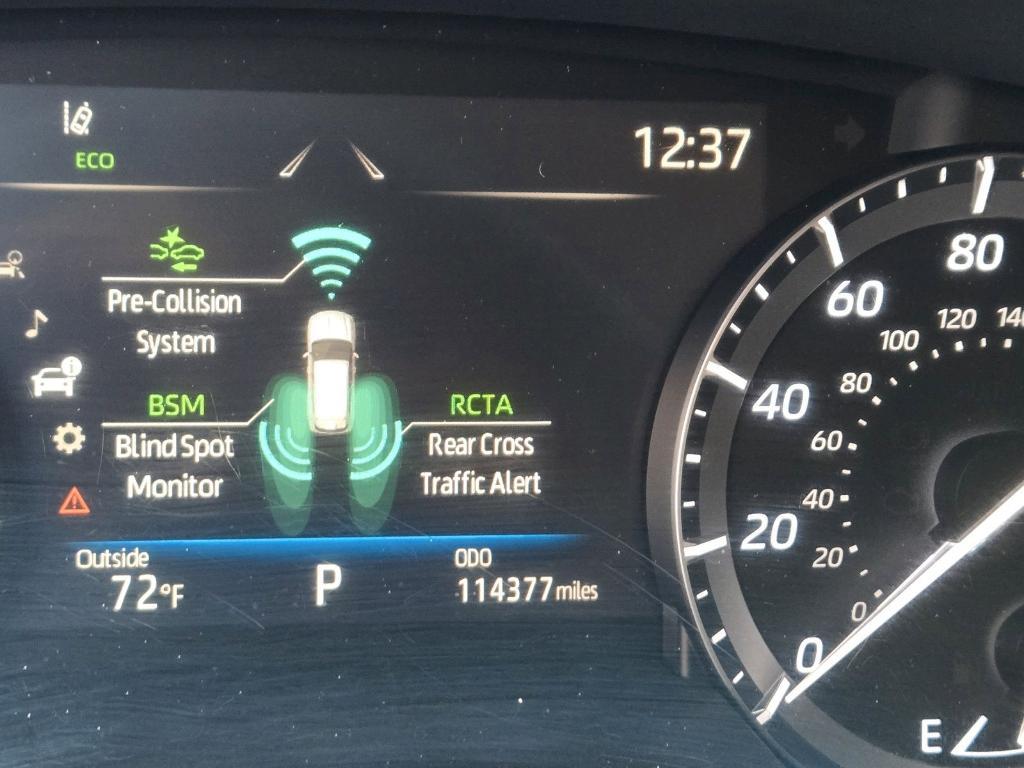 12:37
ECO
Pre-Collision
System
BSM
Blind Spot
Monitor
RCTA
Rear Cross
Traffic Alert
Outside
72°F
P
ODO
114377 miles
80
60
40
20
0
120
100
80
60
40
20
0
E